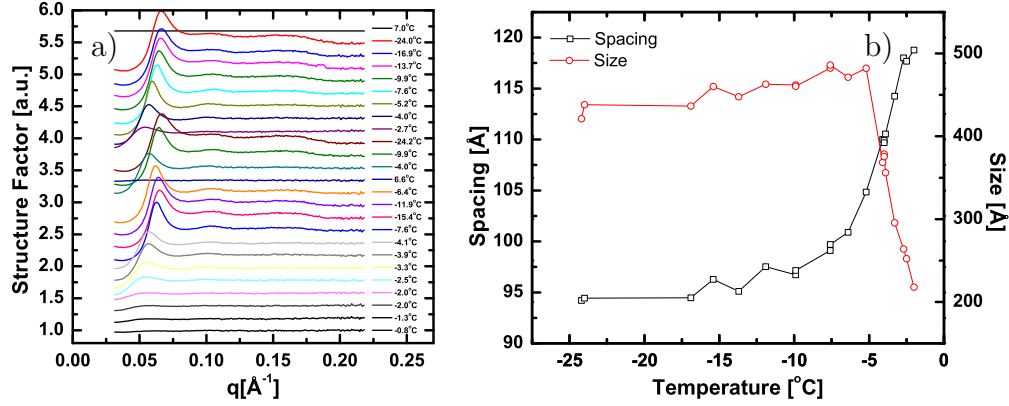 a)
Structure Factor [a.u.]
6.0
5.5
5.0
4.5
4.0
3.5
3.0
2.5
2.0
1.5
1.0
0.00 0.05 0.10 0.15 0.20 0.25
q[Å⁻¹]
7.0°C
-24.0°C
-16.9°C
-13.7°C
-9.9°C
-7.6°C
-5.2°C
-4.0°C
-2.7°C
-24.2°C
-9.9°C
-4.0°C
6.6°C
-6.4°C
-11.9°C
-15.4°C
-7.6°C
-4.1°C
-3.9°C
-3.3°C
-2.5°C
-2.0°C
-2.0°C
-1.3°C
-0.8°C
b)
Spacing
Size
Spacing [Å]
120
115
110
105
100
95
90
-25 -20 -15 -10 -5 0
Temperature [°C]
500
400
300
200
Size [Å]